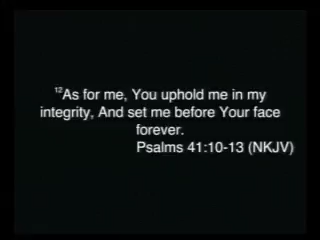 12As for me, You uphold me in my
integrity, And set me before Your face
forever.
Psalms 41:10-13 (NKJV)